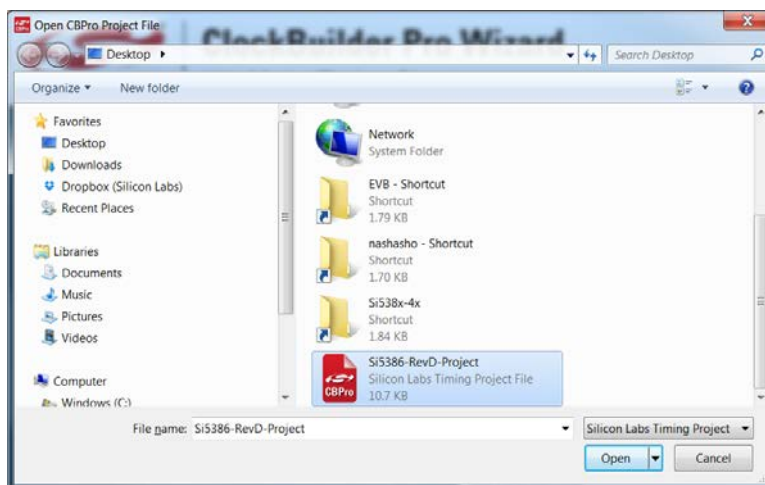 Open CBPro Project File
ClockBuilder Pro Wizard
Desktop
Search Desktop
Organize
New folder
Favorites
Desktop
Downloads
Dropbox (Silicon Labs)
Recent Places
Libraries
Documents
Music
Pictures
Videos
Computer
Windows (C:)
Network
System Folder
EVB - Shortcut
Shortcut
1.79 KB
nashasho - Shortcut
Shortcut
1.70 KB
Si538x-4x
Shortcut
1.84 KB
CBPro
Si5386-RevD-Project
Silicon Labs Timing Project File
10.7 KB
File name: Si5386-RevD-Project
Silicon Labs Timing Project
Open
Cancel